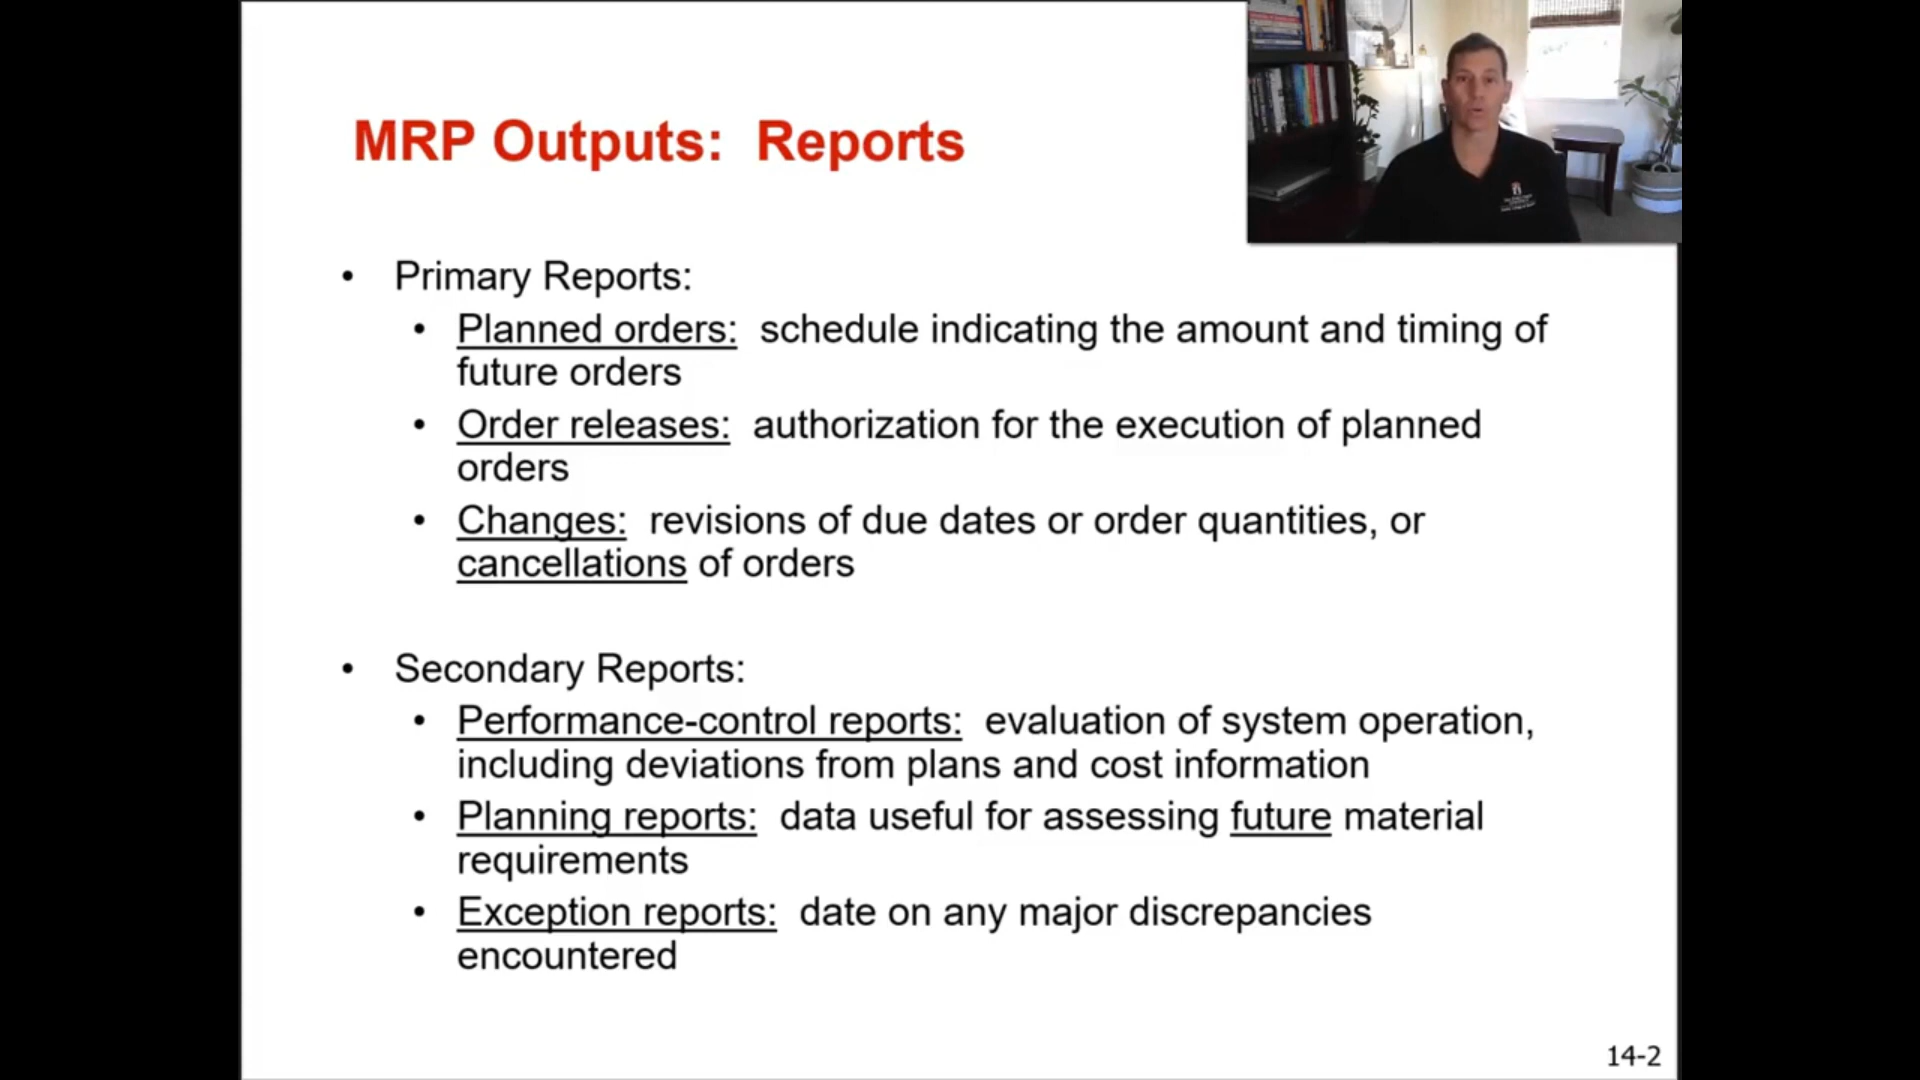 MRP Outputs:  Reports
• Primary Reports:
• Planned orders:  schedule indicating the amount and timing of
future orders
• Order releases:  authorization for the execution of planned
orders
• Changes:  revisions of due dates or order quantities, or
cancellations of orders
• Secondary Reports:
• Performance-control reports:  evaluation of system operation,
including deviations from plans and cost information
• Planning reports:  data useful for assessing future material
requirements
• Exception reports:  date on any major discrepancies
encountered
14-2